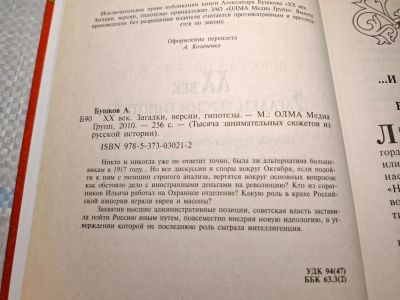 Исключительное право публикации книги Александра Бушкова «XX век.
Загадки, версии, гипотезы» принадлежит ЗАО «ОЛМА Медиа Групп». Выпуск
произведения без разрешения издателя считается противоправным и преследуется
по закону.
Оформление переплета
А. Козаченко
Бушков А.
Б90 XX век. Загадки, версии, гипотезы. — М.: ОЛМА Медиа
Групп, 2010. — 256 с. — (Тысяча занимательных сюжетов из
русской истории).
ISBN 978-5-373-03021-2
Никто и никогда уже не ответит точно, была ли альтернатива большевикам
в 1917 году... Но все дискуссии и споры вокруг Октября, если подойти
к ним с позиции строгого анализа, вертятся вокруг основных вопросов:
как обстояло дело с иностранными деньгами на революцию? Кто из соратников
Ильича работал на Охранное отделение? Какую роль в крахе Российской
империи играли евреи и масоны?
Захватив высшие административные позиции, советская власть заставила
пойти Россию иным путем, повсеместно внедряя новую идеологию, в
утверждении которой не последнюю роль сыграла интеллигенция.
УДК 94(47)
ББК 63.3(2)
...И